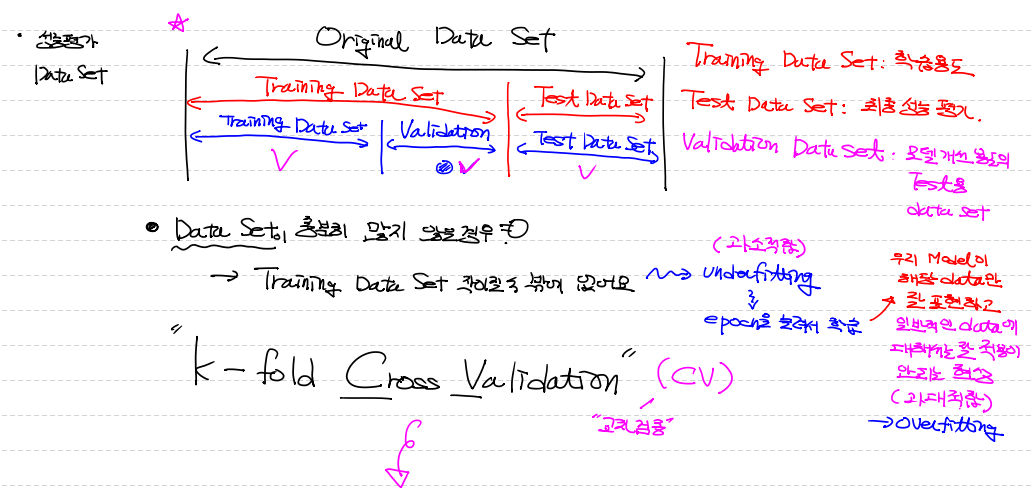 · 성능평가
Data Set
Original Data Set
Training Data Set
Test Data Set
Training Data Set
Validation
Test Data Set
Training Data Set: 학습용도
Test Data Set: 최종 성능 평가.
Validation Data Set: 모델 개선 용도의
Test용
data set
Data Set이 충분히 많지 않은 경우?
→ Training Data Set 작아질 수 밖에 없어요
(과소적합)
underfitting
epoch을 늘려서 학습
우리 Model이
해당 data만
잘 표현하고
일반적인 data에
대해서는 잘 적용이
안되는 현상
(과대적합)
→ overfitting
"k-fold Cross Validation" (CV)
"교차검증"